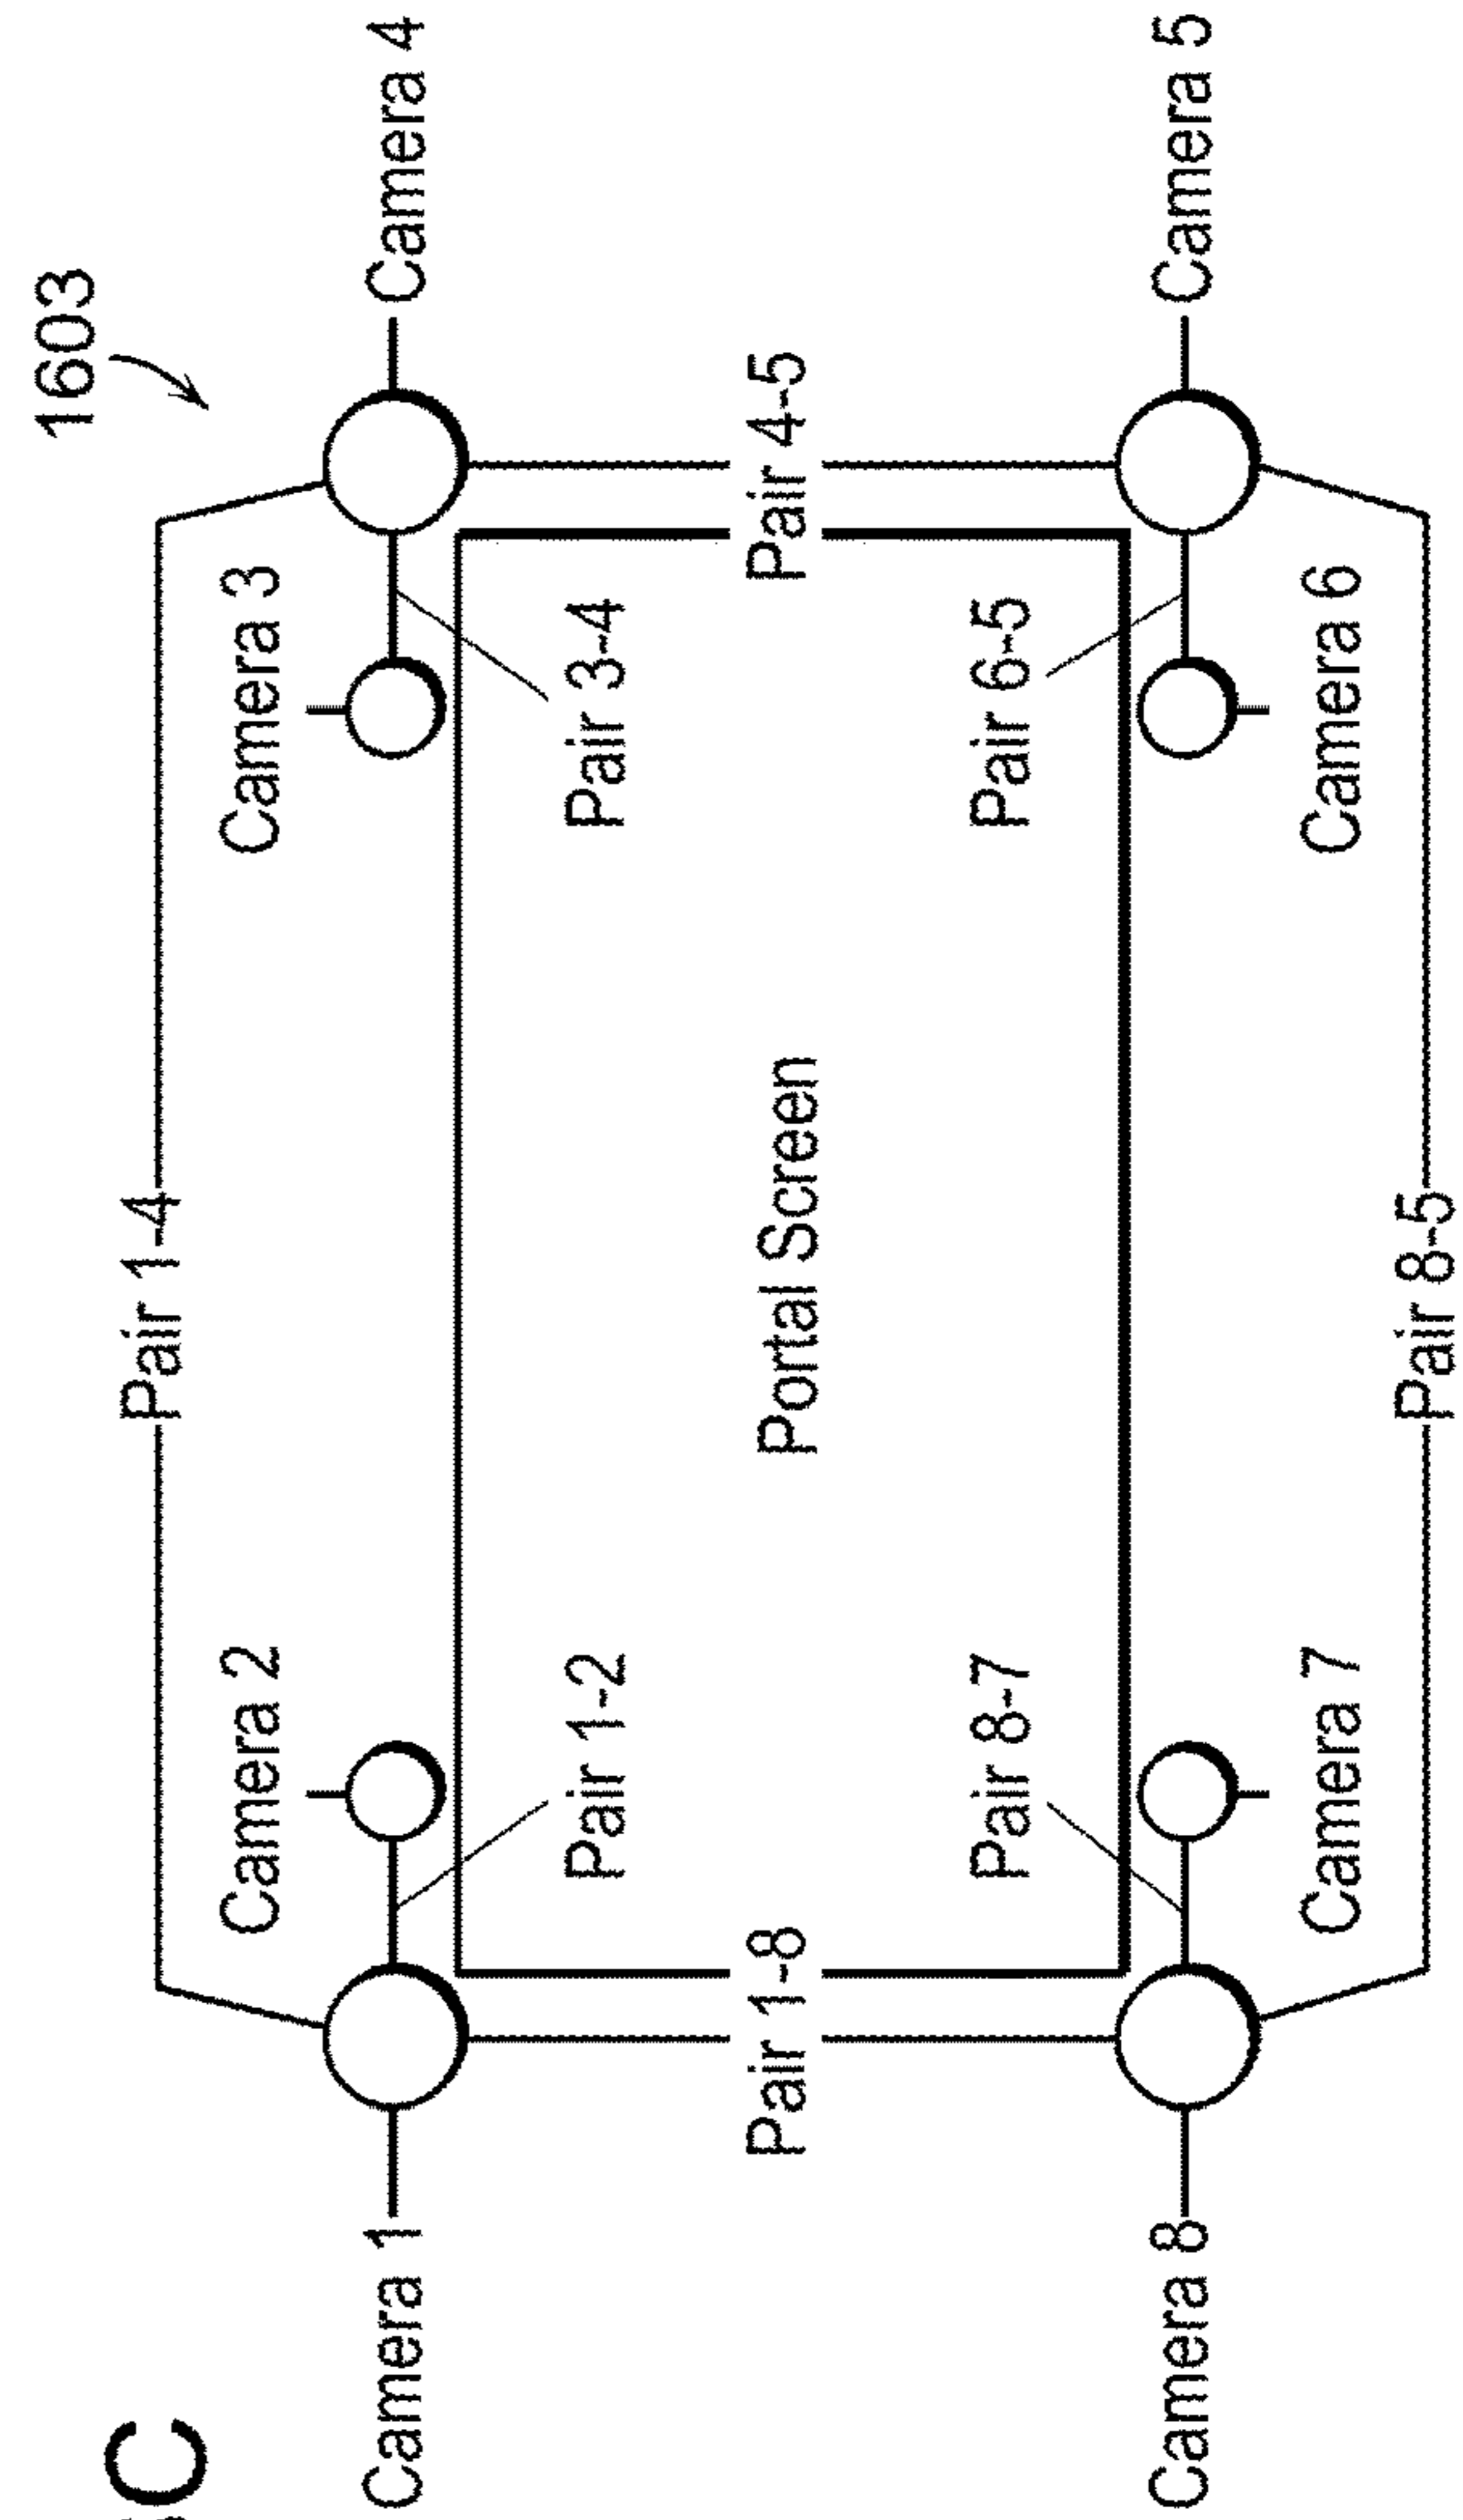 1603
Pair 1-4
Camera 2
Camera 3
Camera 1
Camera 4
Pair 1-2
Pair 3-4
Pair 1-8
Portal Screen
Pair 4-5
Pair 8-7
Pair 6-5
Camera 8
Camera 5
Camera 7
Camera 6
Pair 8-5